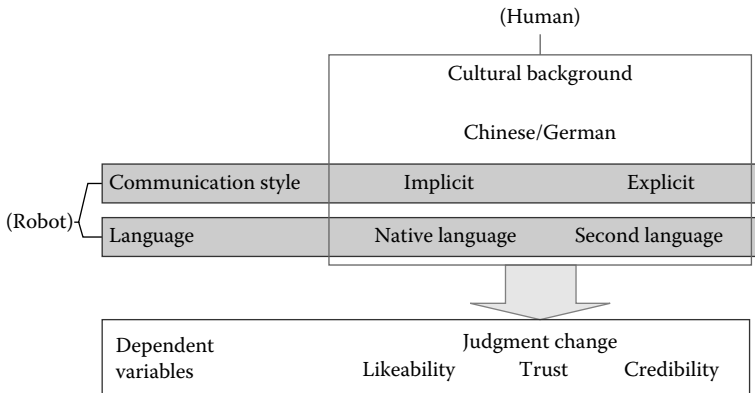 (Human)
Cultural background
Chinese/German
Communication style Implicit Explicit
(Robot)
Language Native language Second language
Judgment change
Dependent variables
Likeability Trust Credibility